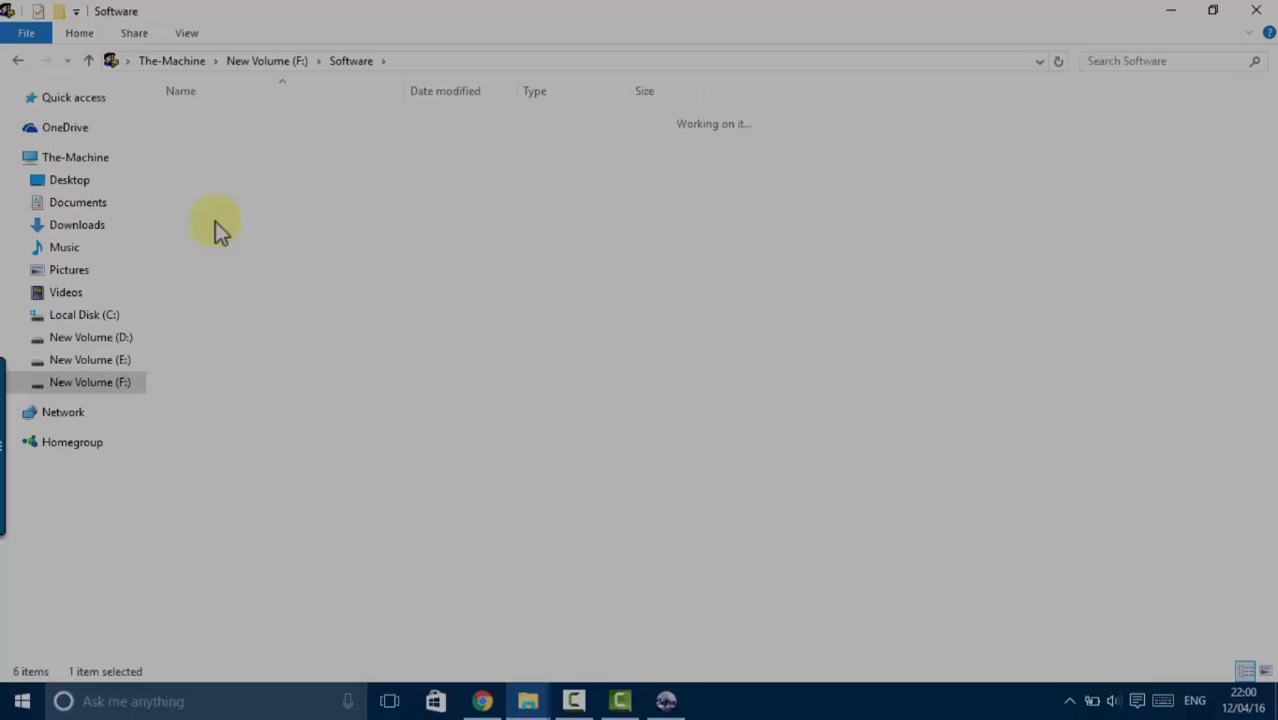 Software
File Home Share View
The-Machine New Volume (F:) Software Search Software
Name Date modified Type Size
Working on it...
Quick access
OneDrive
The-Machine
Desktop
Documents
Downloads
Music
Pictures
Videos
Local Disk (C:)
New Volume (D:)
New Volume (E:)
New Volume (F:)
Network
Homegroup
6 items 1 item selected
Ask me anything ENG 22:00
12/04/16